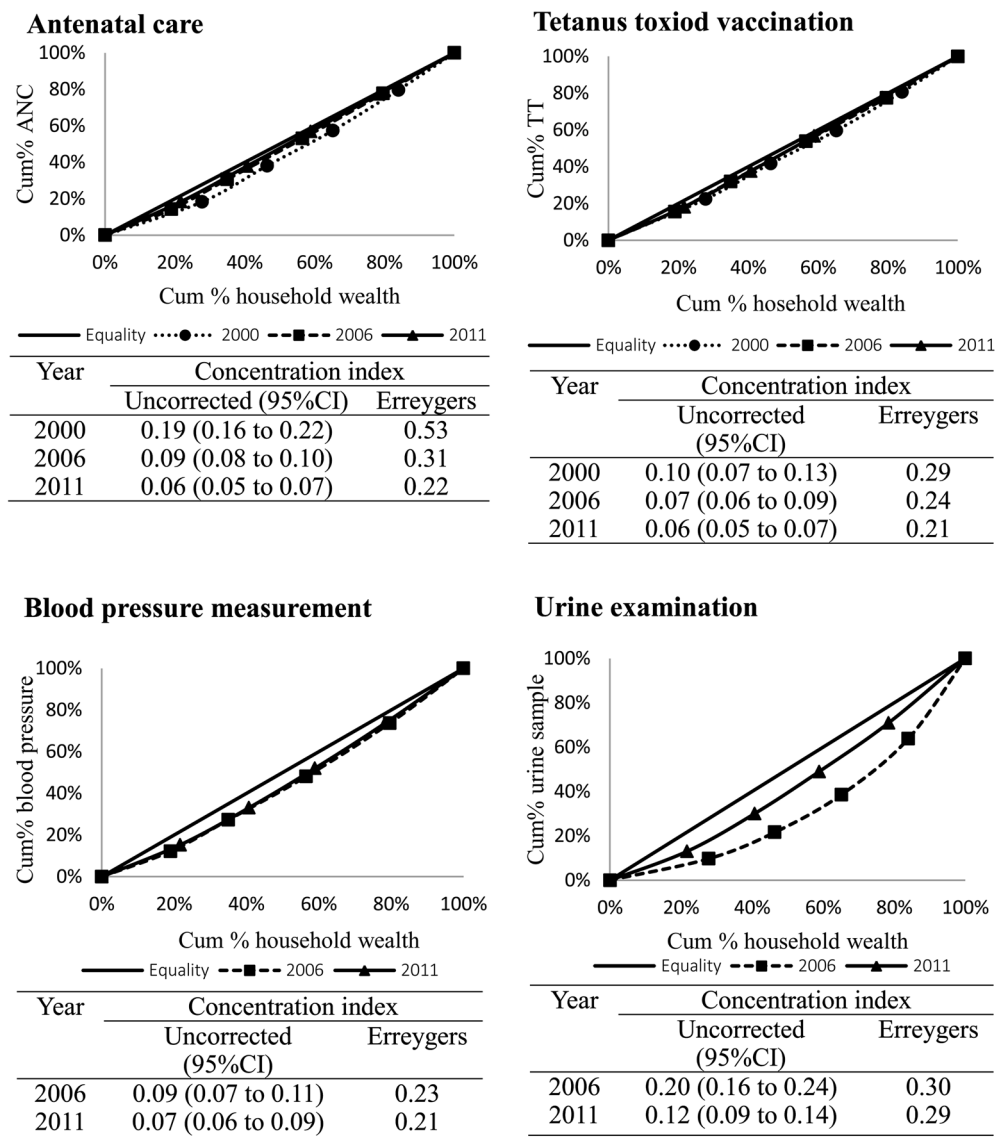 Antenatal care
100%
80%
60%
40%
20%
0%
Cum% ANC
0% 20% 40% 60% 80% 100%
Cum % household wealth
Equality 2000 2006 2011
Year Concentration index
Uncorrected (95%CI) Erreygers
2000 0.19 (0.16 to 0.22) 0.53
2006 0.09 (0.08 to 0.10) 0.31
2011 0.06 (0.05 to 0.07) 0.22
Tetanus toxiod vaccination
100%
80%
60%
40%
20%
0%
Cum% TT
0% 20% 40% 60% 80% 100%
Cum % hosehold wealth
Equality 2000 2006 2011
Year Concentration index
Uncorrected Erreygers
(95%CI)
2000 0.10 (0.07 to 0.13) 0.29
2006 0.07 (0.06 to 0.09) 0.24
2011 0.06 (0.05 to 0.07) 0.21
Blood pressure measurement
100%
80%
60%
40%
20%
0%
Cum% blood pressure
0% 20% 40% 60% 80% 100%
Cum % household wealth
Equality 2006 2011
Year Concentration index
Uncorrected Erreygers
(95%CI)
2006 0.09 (0.07 to 0.11) 0.23
2011 0.07 (0.06 to 0.09) 0.21
Urine examination
100%
80%
60%
40%
20%
0%
Cum% urine sample
0% 20% 40% 60% 80% 100%
Cum % household wealth
Equality 2006 2011
Year Concentration index
Uncorrected Erreygers
(95%CI)
2006 0.20 (0.16 to 0.24) 0.30
2011 0.12 (0.09 to 0.14) 0.29